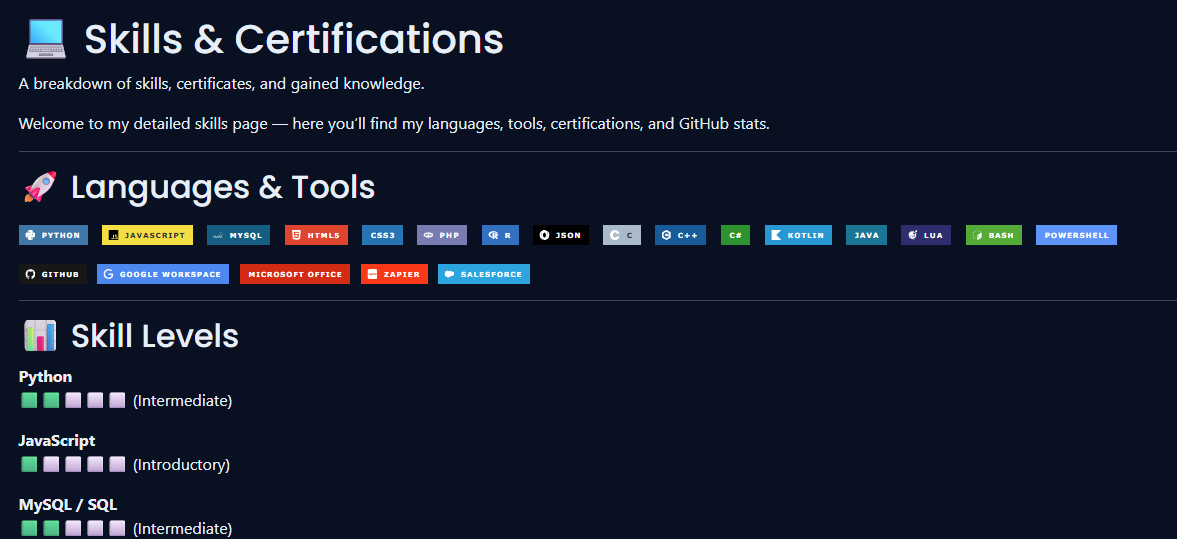 Skills & Certifications
A breakdown of skills, certificates, and gained knowledge.
Welcome to my detailed skills page — here you'll find my languages, tools, certifications, and GitHub stats.
Languages & Tools
PYTHON JAVASCRIPT MYSQL HTML5 CSS3 PHP R JSON C C++ C# KOTLIN JAVA LUA BASH POWERSHELL
GITHUB GOOGLE WORKSPACE MICROSOFT OFFICE ZAPIER SALESFORCE
Skill Levels
Python
(Intermediate)
JavaScript
(Introductory)
MySQL / SQL
(Intermediate)